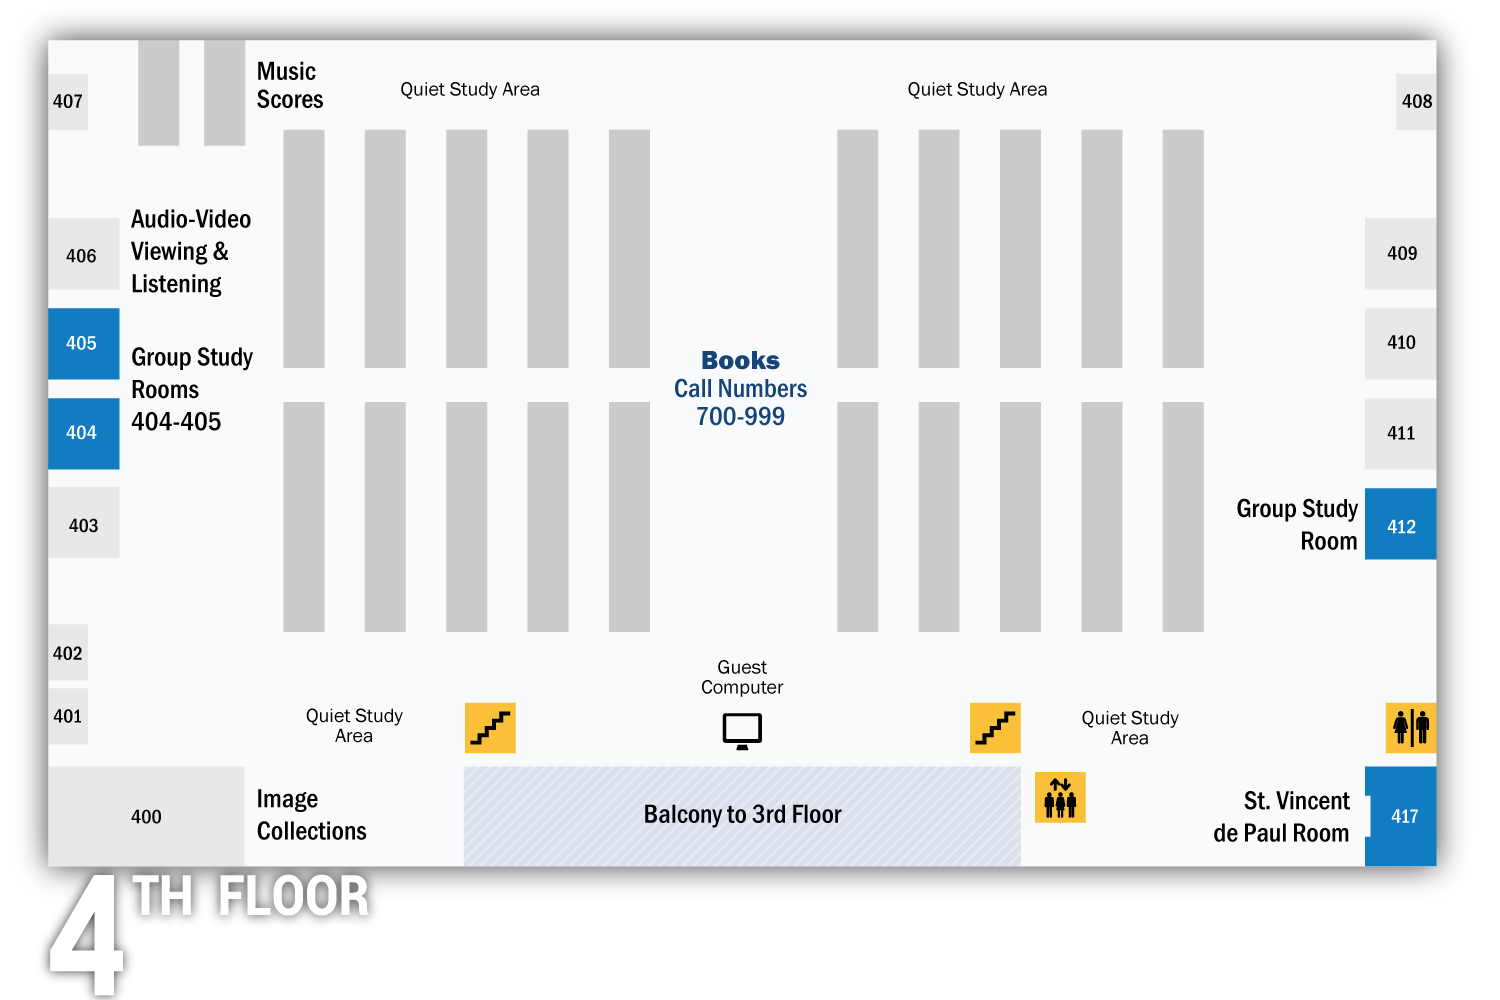 407
Music
Scores
Quiet Study Area
Quiet Study Area
408
406
Audio-Video
Viewing &
Listening
409
405
Group Study
Rooms
404-405
404
Books
Call Numbers
700-999
410
411
403
Group Study
Room
412
402
401
Guest
Computer
Quiet Study
Area
Quiet Study
Area
400
Image
Collections
Balcony to 3rd Floor
St. Vincent
de Paul Room
417
4TH FLOOR